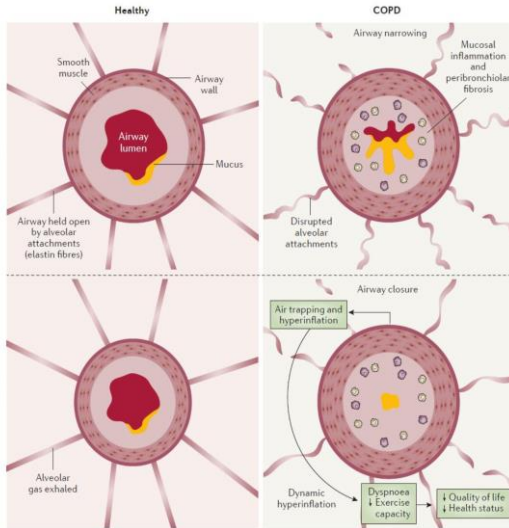 Healthy
COPD
Smooth
muscle
Airway
wall
Airway
lumen
Mucus
Airway held open
by alveolar
attachments
(elastin fibres)
Airway narrowing
Mucosal
inflammation
and
peribronchiolar
fibrosis
Disrupted
alveolar
attachments
Alveolar
gas exhaled
Airway closure
Air trapping and
hyperinflation
Dynamic
hyperinflation
Dyspnoea
↓ Exercise
capacity
↓ Quality of life
↓ Health status